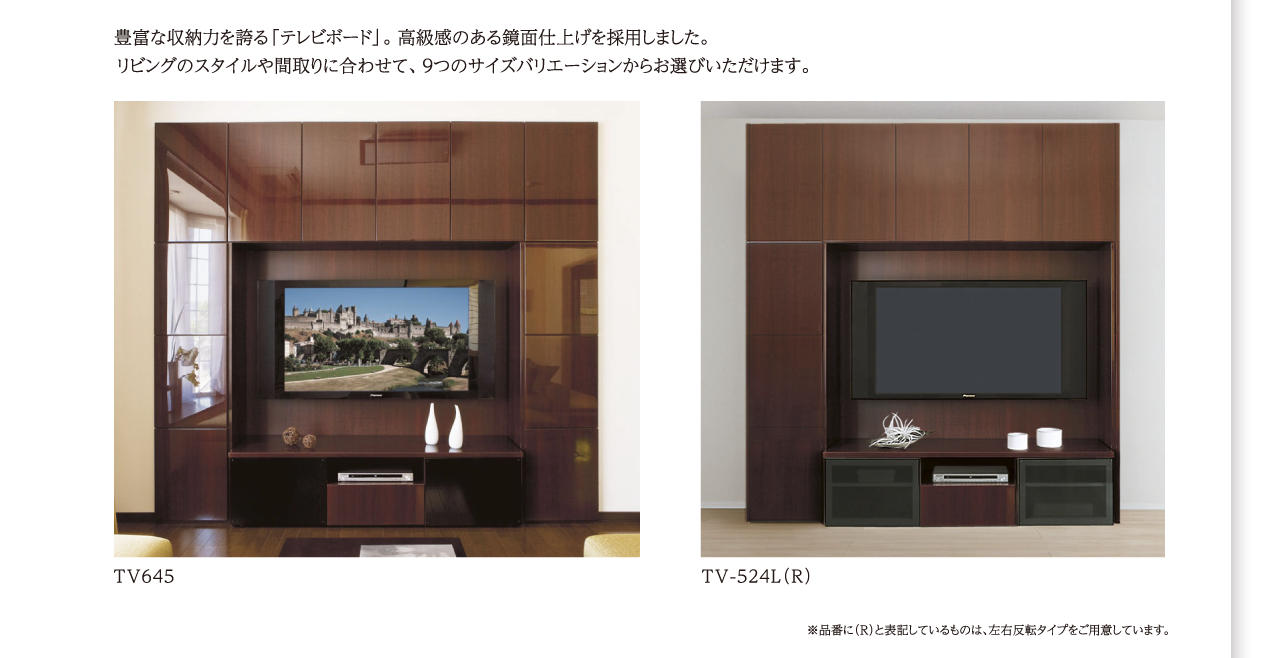 豊富な収納力を誇る「テレビボード」。高級感のある鏡面仕上げを採用しました。
リビングのスタイルや間取りに合わせて、9つのサイズバリエーションからお選びいただけます。
TV645
TV-524L(R)
※品番に(R)と表記しているものは、左右反転タイプをご用意しています。